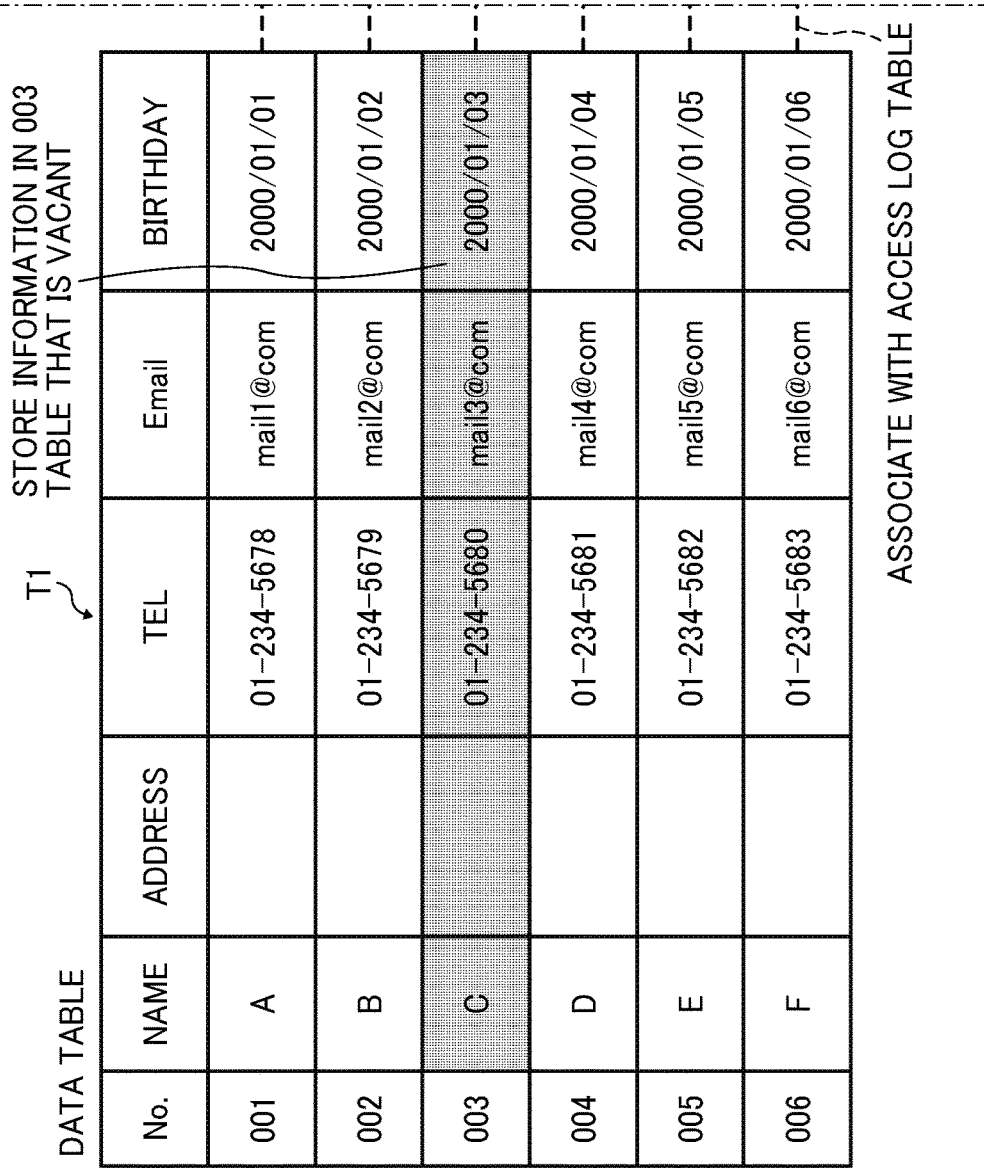 STORE INFORMATION IN 003
TABLE THAT IS VACANT
T1
DATA TABLE
No. NAME ADDRESS TEL Email BIRTHDAY
001 A 01-234-5678 mail1@com 2000/01/01
002 B 01-234-5679 mail2@com 2000/01/02
003 C 01-234-5680 mail3@com 2000/01/03
004 D 01-234-5681 mail4@com 2000/01/04
005 E 01-234-5682 mail5@com 2000/01/05
006 F 01-234-5683 mail6@com 2000/01/06
ASSOCIATE WITH ACCESS LOG TABLE